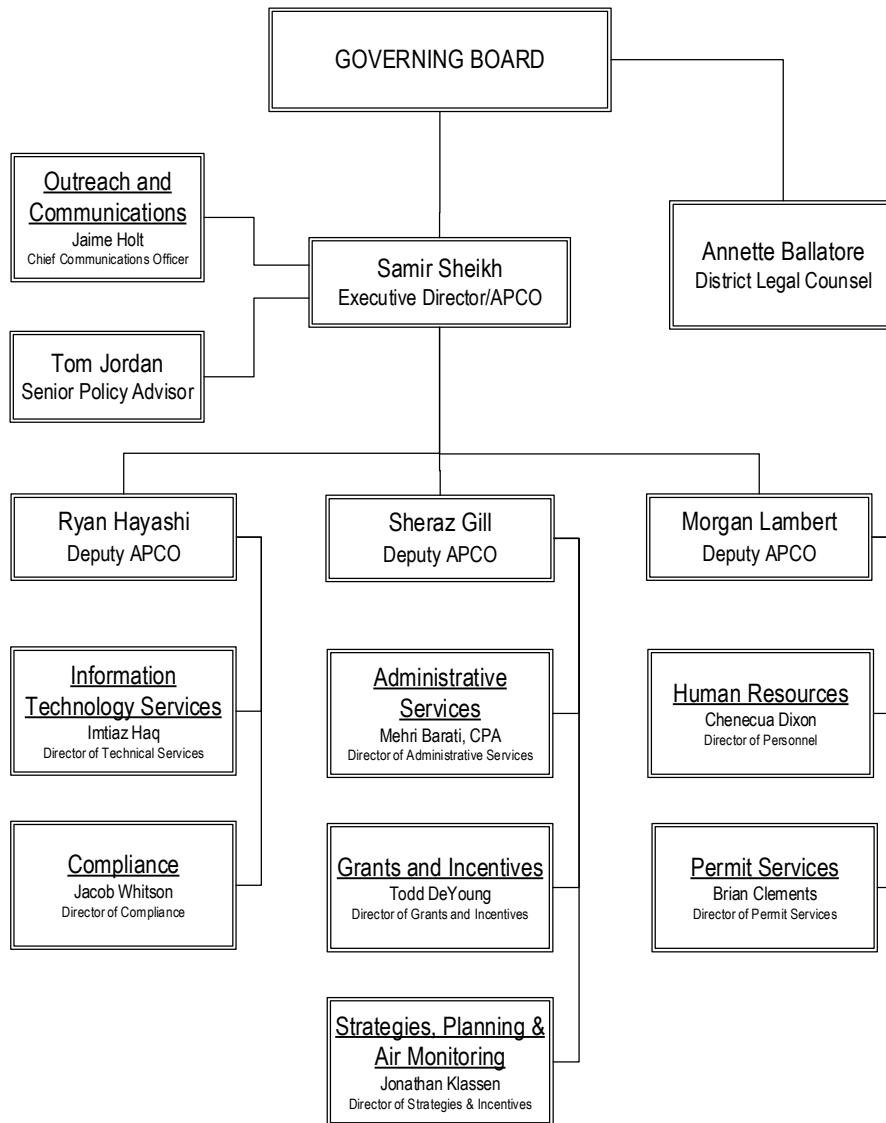 GOVERNING BOARD
Outreach and
Communications
Jaime Holt
Chief Communications Officer
Annette Ballatore
District Legal Counsel
Samir Sheikh
Executive Director/APCO
Tom Jordan
Senior Policy Advisor
Ryan Hayashi
Deputy APCO
Sheraz Gill
Deputy APCO
Morgan Lambert
Deputy APCO
Information
Technology Services
Imtiaz Haq
Director of Technical Services
Administrative
Services
Mehri Barati, CPA
Director of Administrative Services
Human Resources
Chenecua Dixon
Director of Personnel
Compliance
Jacob Whitson
Director of Compliance
Grants and Incentives
Todd DeYoung
Director of Grants and Incentives
Permit Services
Brian Clements
Director of Permit Services
Strategies, Planning &
Air Monitoring
Jonathan Klassen
Director of Strategies & Incentives